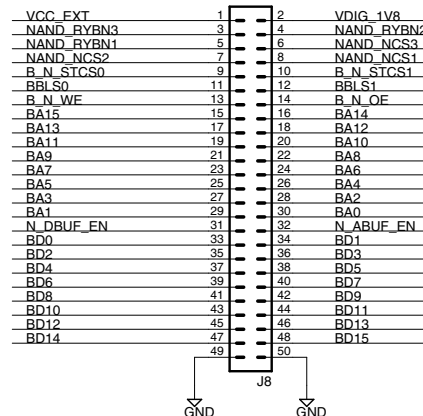 VCC_EXT 1 2 VDIG_1V8
NAND_RYBN3 3 4 NAND_RYBN2
NAND_RYBN1 5 6 NAND_NCS3
NAND_NCS2 7 8 NAND_NCS1
B_N_STCS0 9 10 B_N_STCS1
BBLS0 11 12 BBLS1
B_N_WE 13 14 B_N_OE
BA15 15 16 BA14
BA13 17 18 BA12
BA11 19 20 BA10
BA9 21 22 BA8
BA7 23 24 BA6
BA5 25 26 BA4
BA3 27 28 BA2
BA1 29 30 BA0
N_DBUF_EN 31 32 N_ABUF_EN
BD0 33 34 BD1
BD2 35 36 BD3
BD4 37 38 BD5
BD6 39 40 BD7
BD8 41 42 BD9
BD10 43 44 BD11
BD12 45 46 BD13
BD14 47 48 BD15
49 50
J8
GND GND